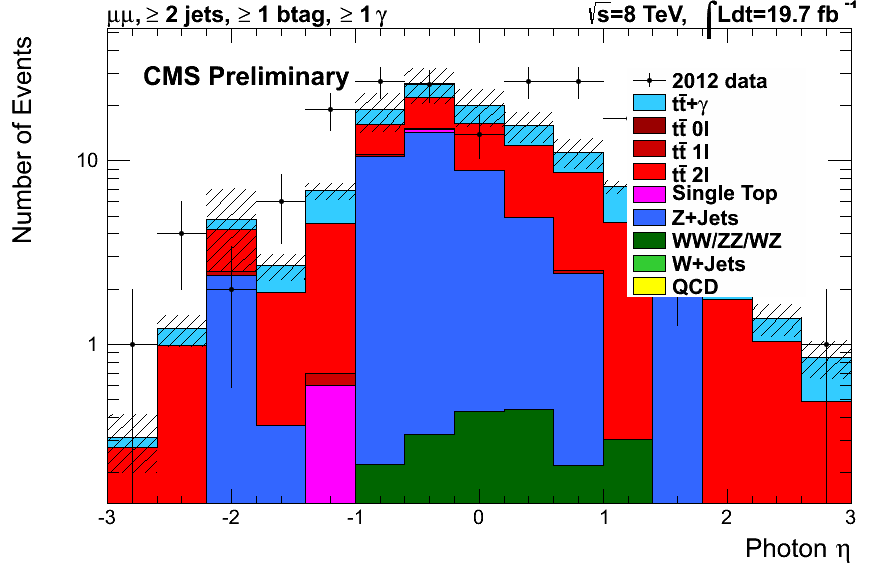 μμ, ≥ 2 jets, ≥ 1 btag, ≥ 1 γ
√s=8 TeV, ∫Ldt=19.7 fb⁻¹
CMS Preliminary
2012 data
tt̄+γ
tt̄ 0l
tt̄ 1l
tt̄ 2l
Single Top
Z+Jets
WW/ZZ/WZ
W+Jets
QCD
Number of Events
10
1
-3 -2 -1 0 1 2 3
Photon η